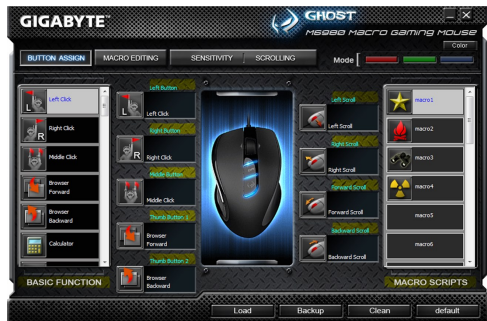 GIGABYTE™
GHOST
M6980 Macro Gaming Mouse
Color
BUTTON ASSIGN
MACRO EDITING
SENSITIVITY
SCROLLING
Mode
Left Click
Right Click
Middle Click
Browser
Forward
Browser
Backward
Calculator
BASIC FUNCTION
Left Button
Left Click
Right Button
Right Click
Middle Button
Middle Click
Thumb Button 1
Browser
Forward
Thumb Button 2
Browser
Backward
Left Scroll
Left Scroll
Right Scroll
Right Scroll
Forward Scroll
Forward Scroll
Backward Scroll
Backward Scroll
macro1
macro2
macro3
macro4
macro5
macro6
MACRO SCRIPTS
Load
Backup
Clean
default